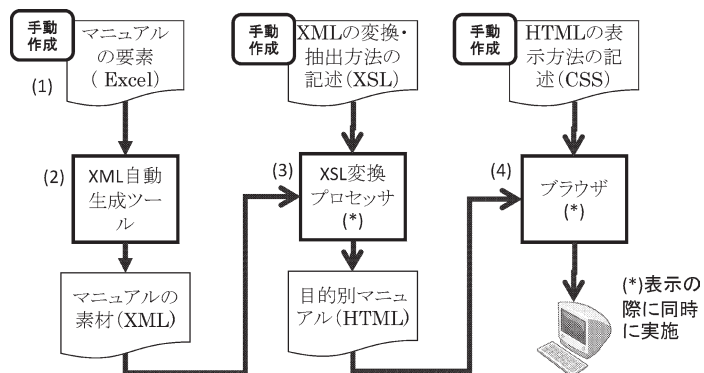 手動
作成
マニュアル
の要素
( Excel)
(1)
手動
作成
XMLの変換・
抽出方法の
記述(XSL)
手動
作成
HTMLの表
示方法の記
述(CSS)
(2)
XML自動
生成ツー
ル
(3)
XSL変換
プロセッサ
(*)
(4)
ブラウザ
(*)
マニュアルの
素材(XML)
目的別マニュ
アル(HTML)
(*)表示の
際に同時
に実施